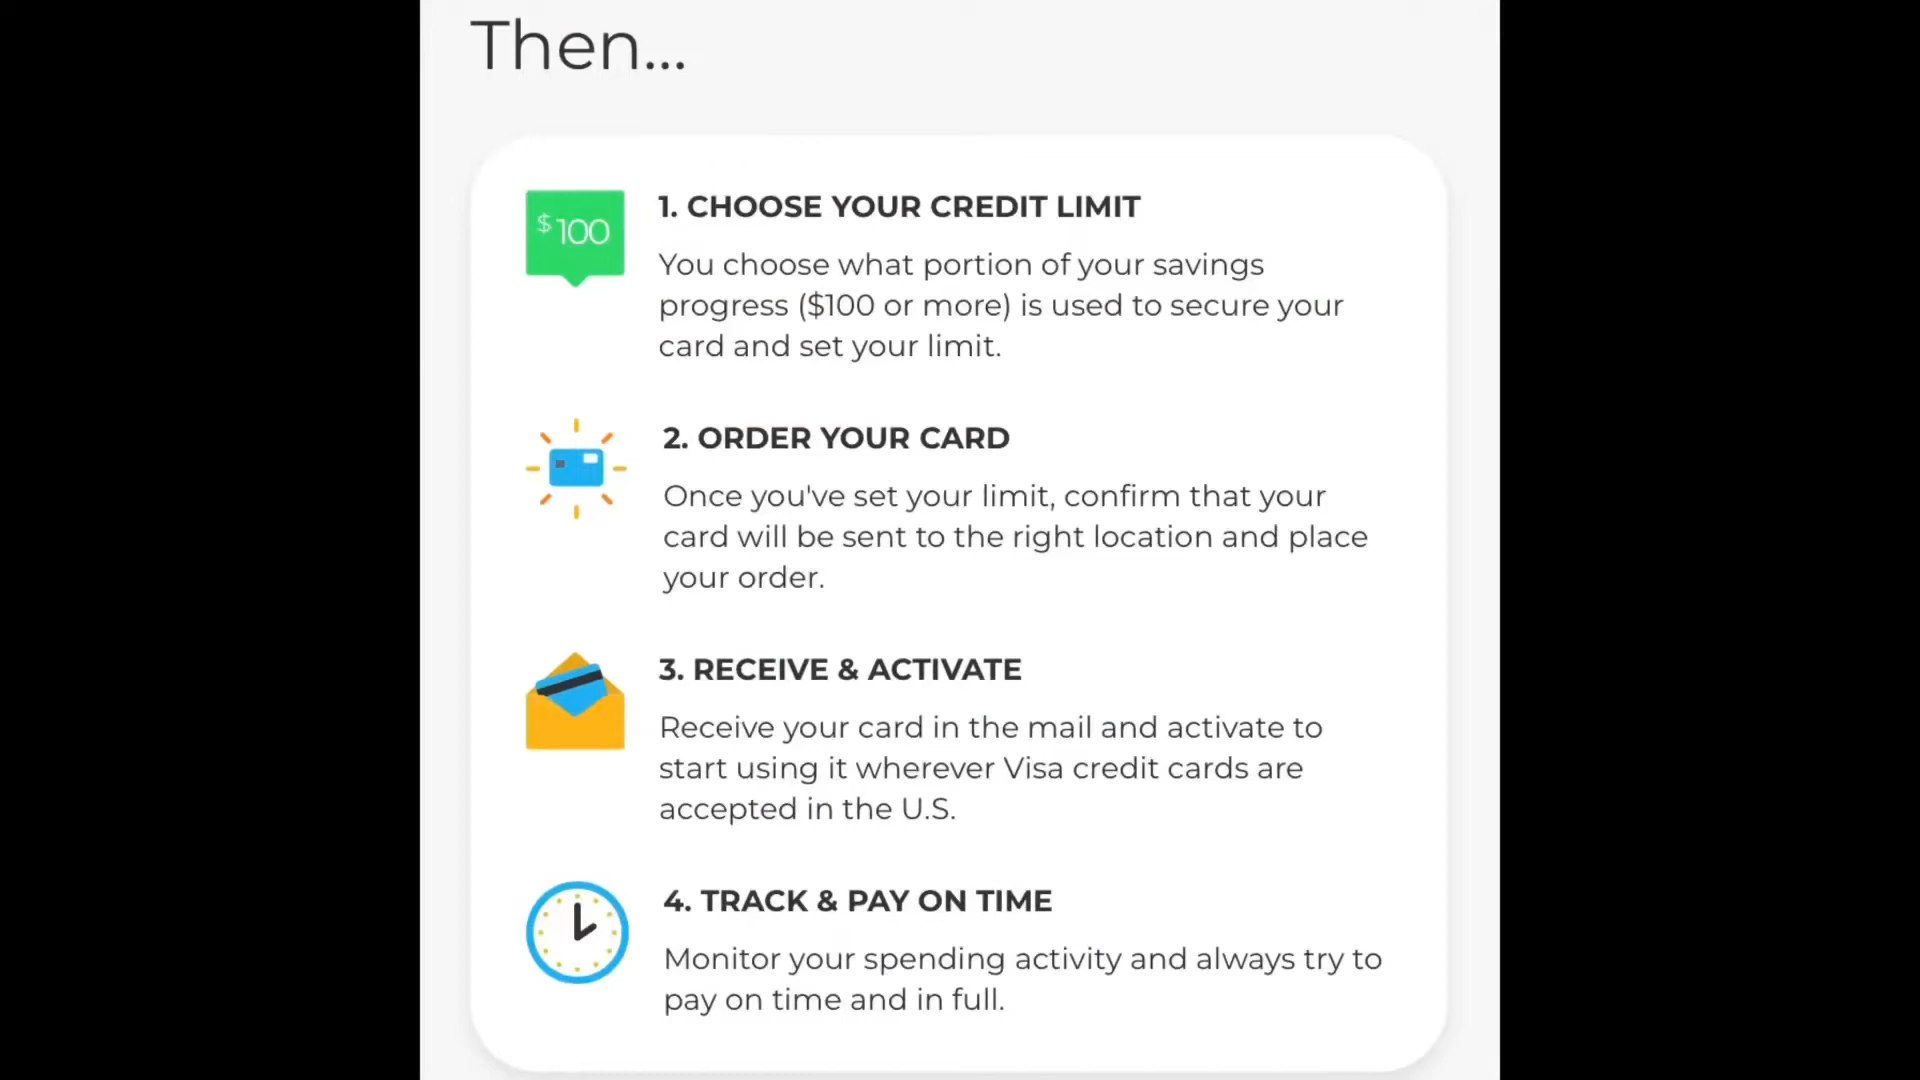 Then...
$100
1. CHOOSE YOUR CREDIT LIMIT
You choose what portion of your savings
progress ($100 or more) is used to secure your
card and set your limit.
2. ORDER YOUR CARD
Once you've set your limit, confirm that your
card will be sent to the right location and place
your order.
3. RECEIVE & ACTIVATE
Receive your card in the mail and activate to
start using it wherever Visa credit cards are
accepted in the U.S.
4. TRACK & PAY ON TIME
Monitor your spending activity and always try to
pay on time and in full.